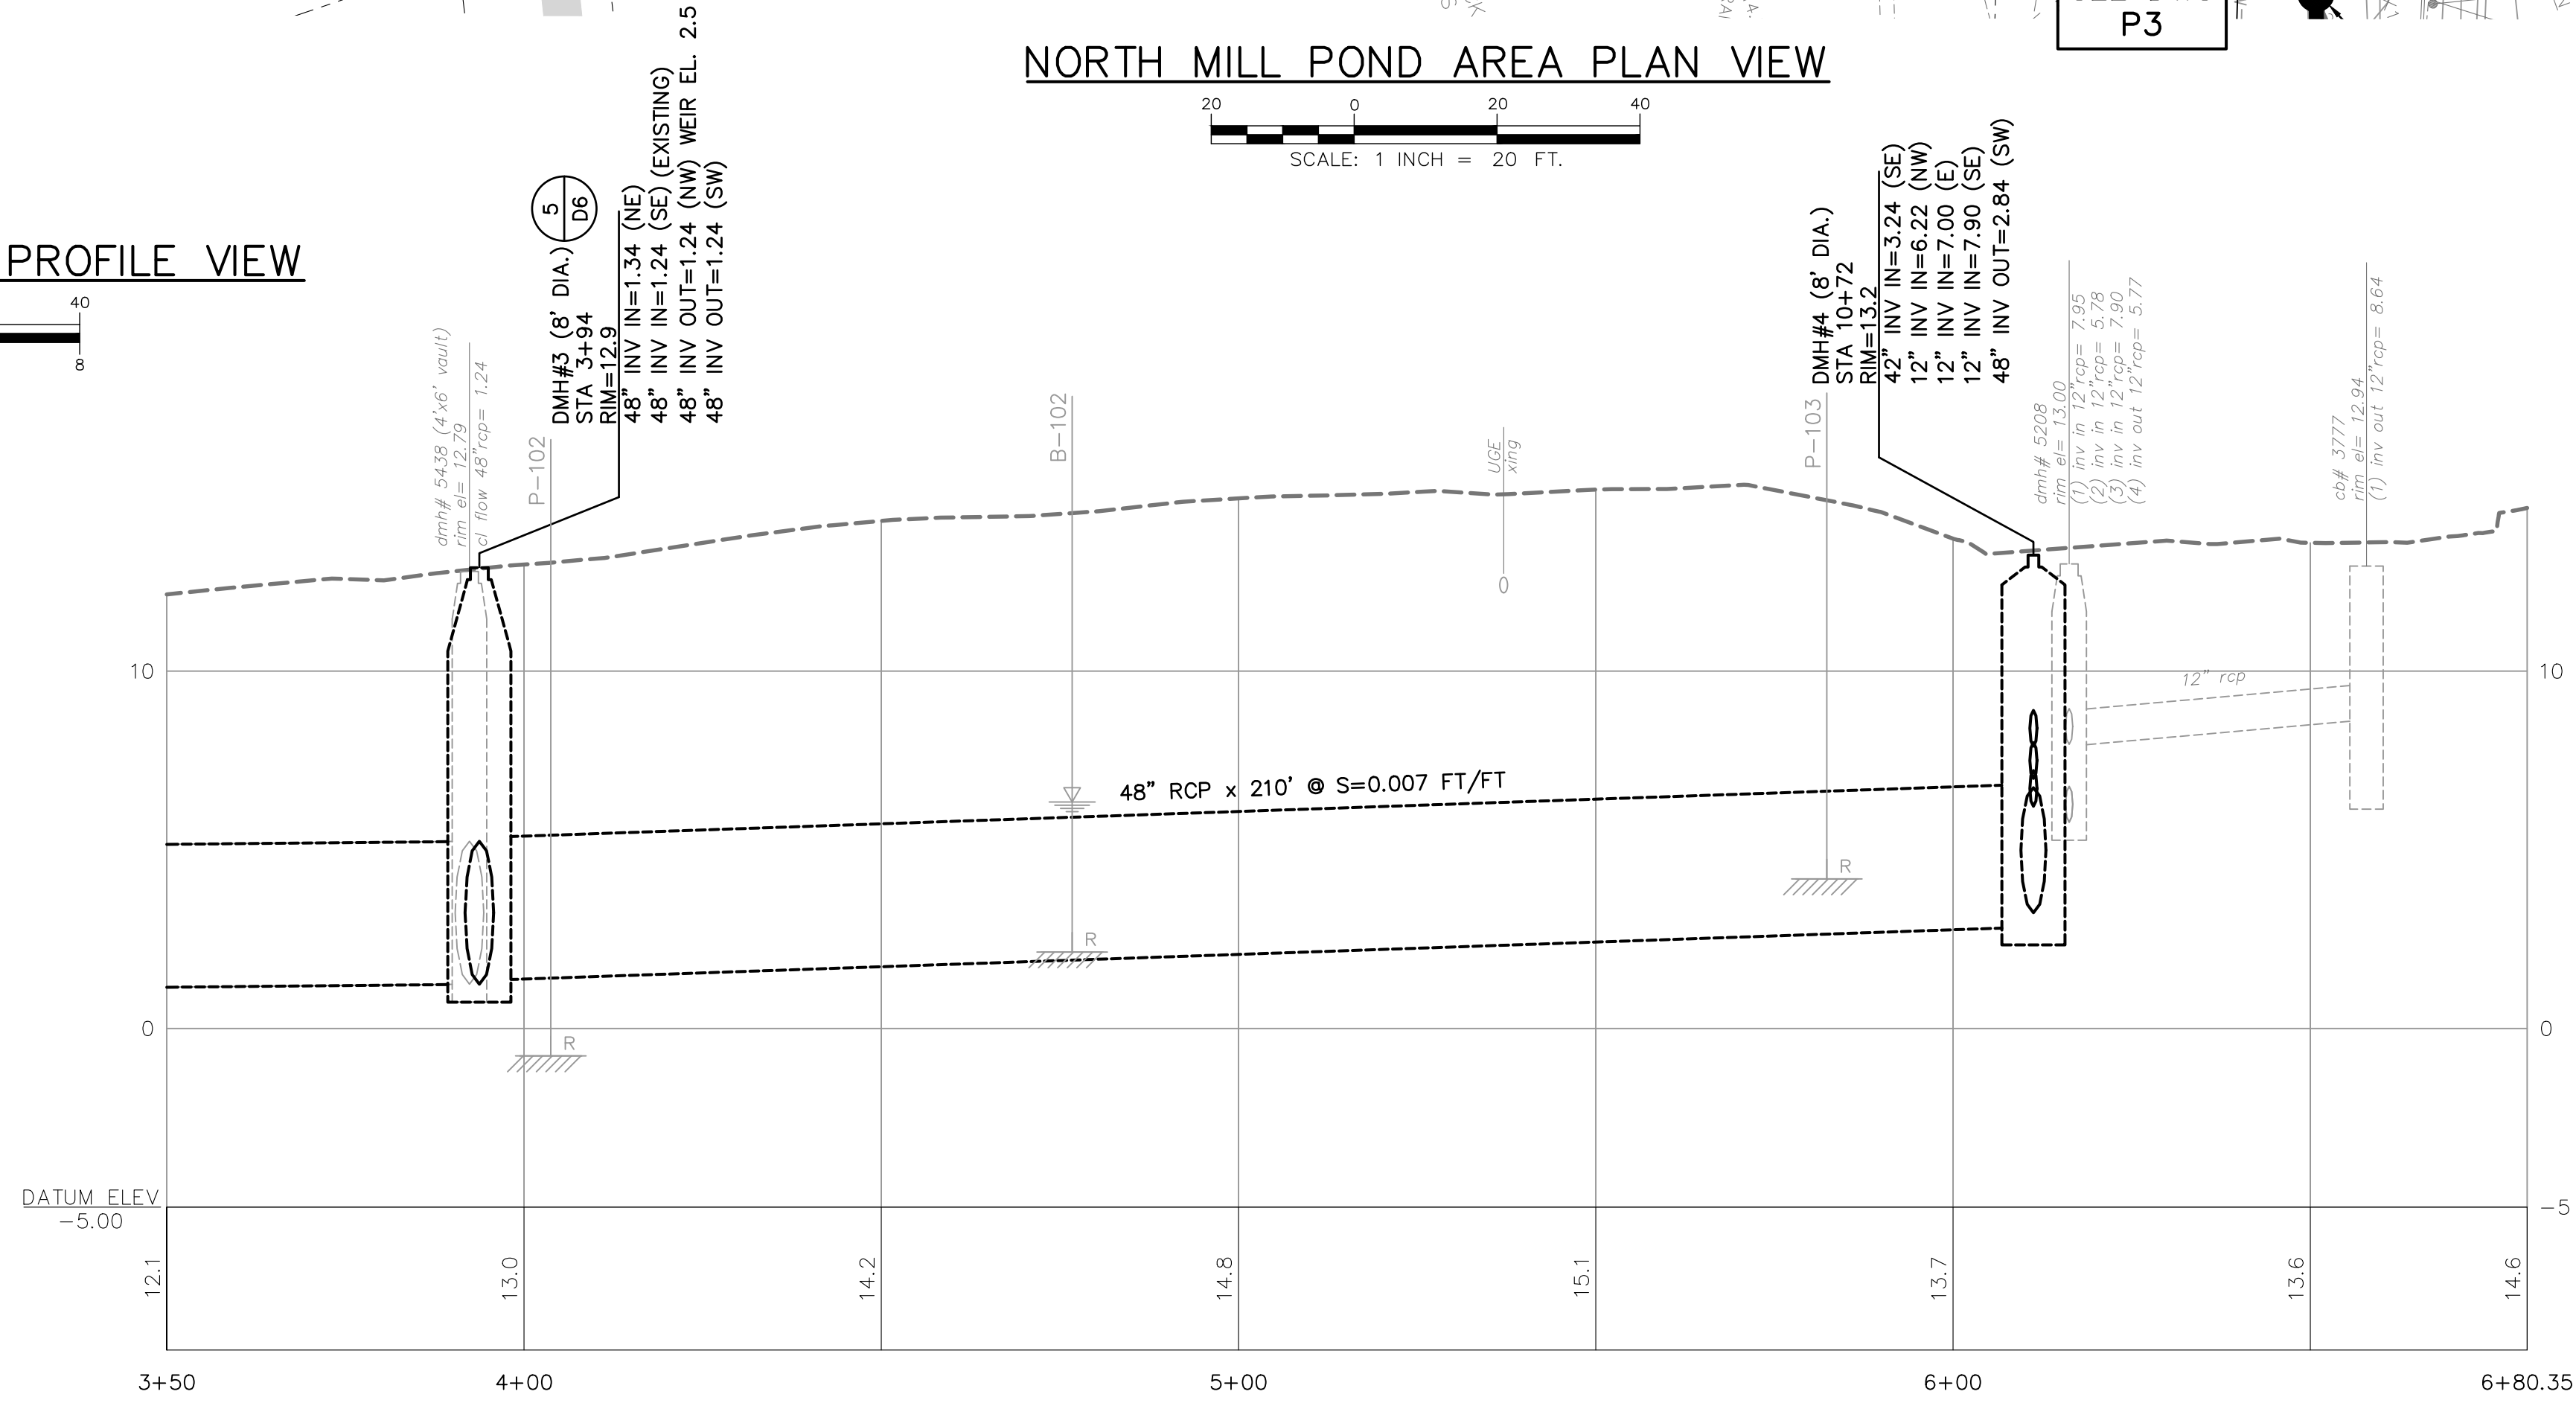 P3
NORTH MILL POND AREA PLAN VIEW
20 0 20 40
SCALE: 1 INCH = 20 FT.
PROFILE VIEW
40
8
5
D6
dmh# 5438 (4'x6' vault)
rim el= 12.79
cl flow 48"rcp= 1.24
P-102
DMH#3 (8' DIA.)
STA 3+94
RIM=12.9
48" INV IN=1.34 (NE)
48" INV IN=1.24 (SE) (EXISTING)
48" INV OUT=1.24 (NW) WEIR EL. 2.5
48" INV OUT=1.24 (SW)
B-102
UGE
xing
P-103
DMH#4 (8' DIA.)
STA 10+72
RIM=13.2
42" INV IN=3.24 (SE)
12" INV IN=6.22 (NW)
12" INV IN=7.00 (E)
12" INV IN=7.90 (SE)
48" INV OUT=2.84 (SW)
dmh# 5208
rim el= 13.00
(1) inv in 12"rcp= 7.95
(2) inv in 12"rcp= 5.78
(3) inv in 12"rcp= 7.90
(4) inv out 12"rcp= 5.77
cb# 3777
rim el= 12.94
(1) inv out 12"rcp= 8.64
10 10
12" rcp
48" RCP x 210' @ S=0.007 FT/FT
R
R
R
0 0
DATUM ELEV
-5.00
-5
12.1 13.0 14.2 14.8 15.1 13.7 13.6 14.6
3+50 4+00 5+00 6+00 6+80.35